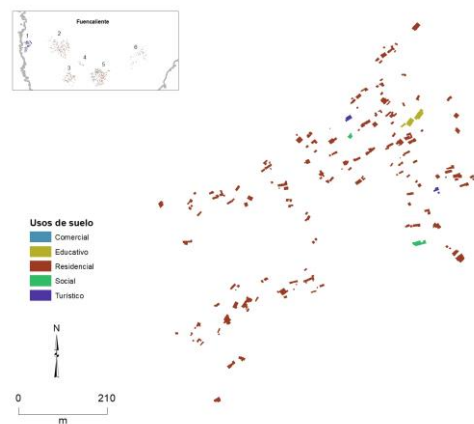 Fuencaliente
1
2
6
4
3
5
Usos de suelo
Comercial
Educativo
Residencial
Social
Turístico
N
0 210
m